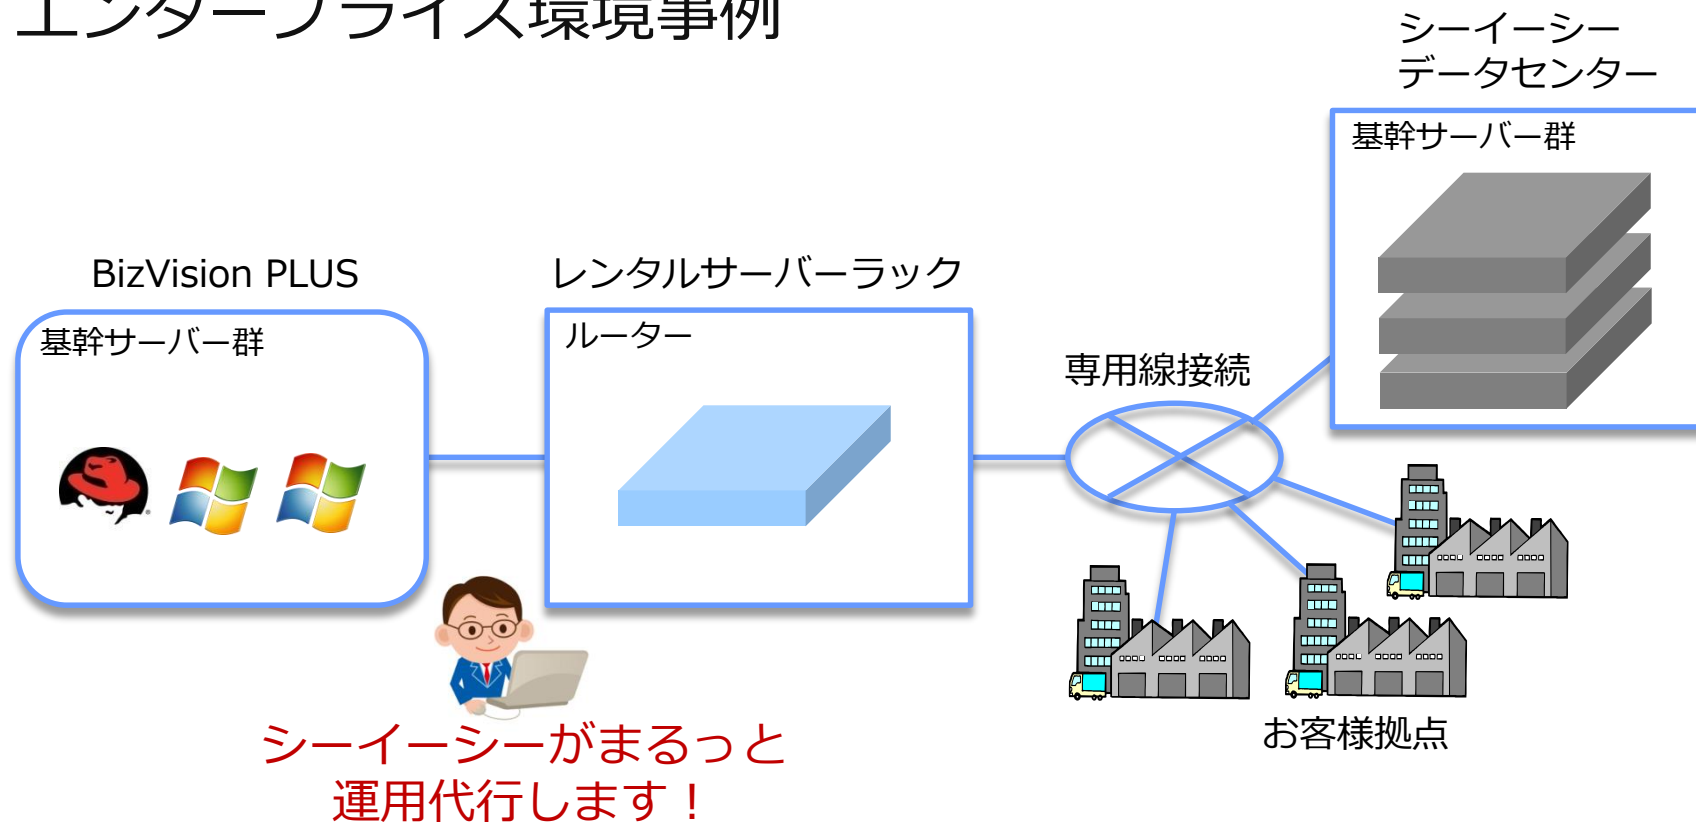 エンタープライズ環境事例
シーイーシー
データセンター
基幹サーバー群
BizVision PLUS
基幹サーバー群
レンタルサーバーラック
ルーター
専用線接続
お客様拠点
シーイーシーがまるっと
運用代行します！